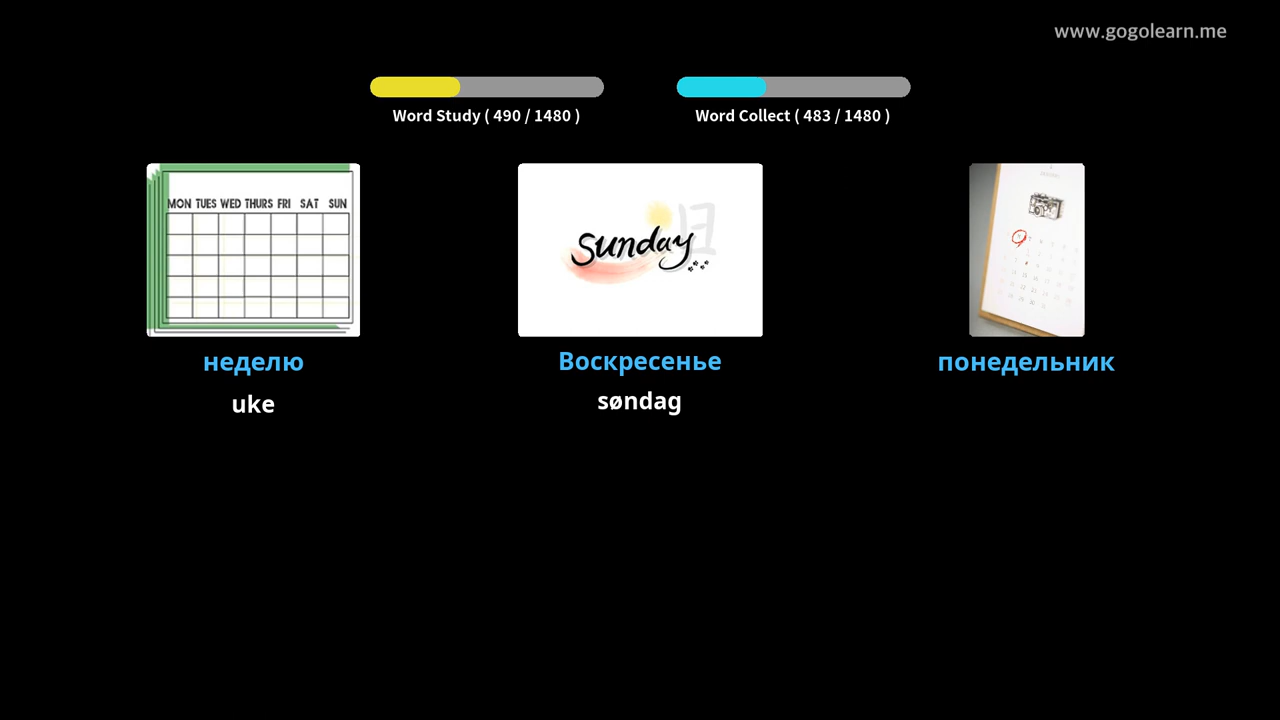 www.gogolearn.me
Word Study ( 490 / 1480 )
Word Collect ( 483 / 1480 )
MON TUES WED THURS FRI SAT SUN
Sunday
неделю
Воскресенье
понедельник
uke
søndag